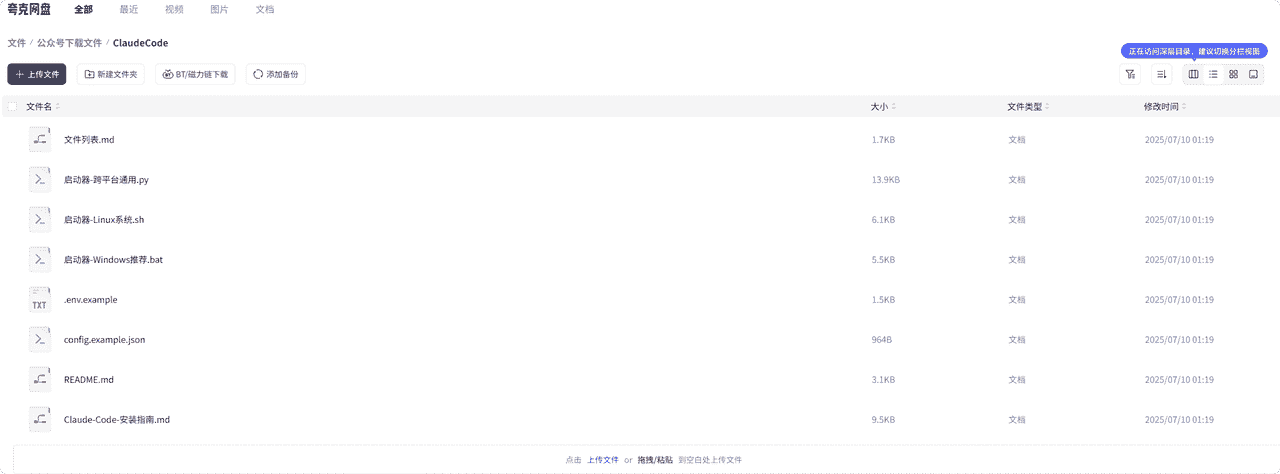 夸克网盘 全部 最近 视频 图片 文档
文件 / 公众号下载文件 / ClaudeCode
正在访问深层目录，建议切换分栏视图
+ 上传文件 新建文件夹 BT/磁力链下载 添加备份
文件名 大小 文件类型 修改时间
文件列表.md 1.7KB 文档 2025/07/10 01:19
启动器-跨平台通用.py 13.9KB 文档 2025/07/10 01:19
启动器-Linux系统.sh 6.1KB 文档 2025/07/10 01:19
启动器-Windows推荐.bat 5.5KB 文档 2025/07/10 01:19
TXT .env.example 1.5KB 文档 2025/07/10 01:19
config.example.json 964B 文档 2025/07/10 01:19
README.md 3.1KB 文档 2025/07/10 01:19
Claude-Code-安装指南.md 9.5KB 文档 2025/07/10 01:19
点击 上传文件 or 拖拽/粘贴 到空白处上传文件